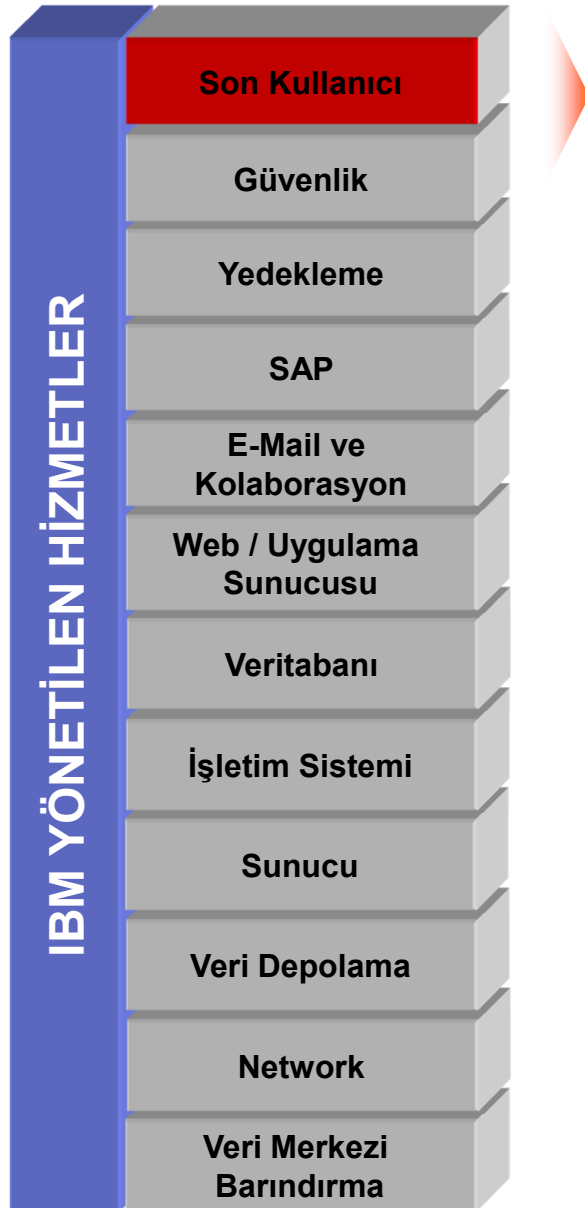 IBM YÖNETİLEN HİZMETLER
Son Kullanıcı
Güvenlik
Yedekleme
SAP
E-Mail ve
Kolaborasyon
Web / Uygulama
Sunucusu
Veritabanı
İşletim Sistemi
Sunucu
Veri Depolama
Network
Veri Merkezi
Barındırma